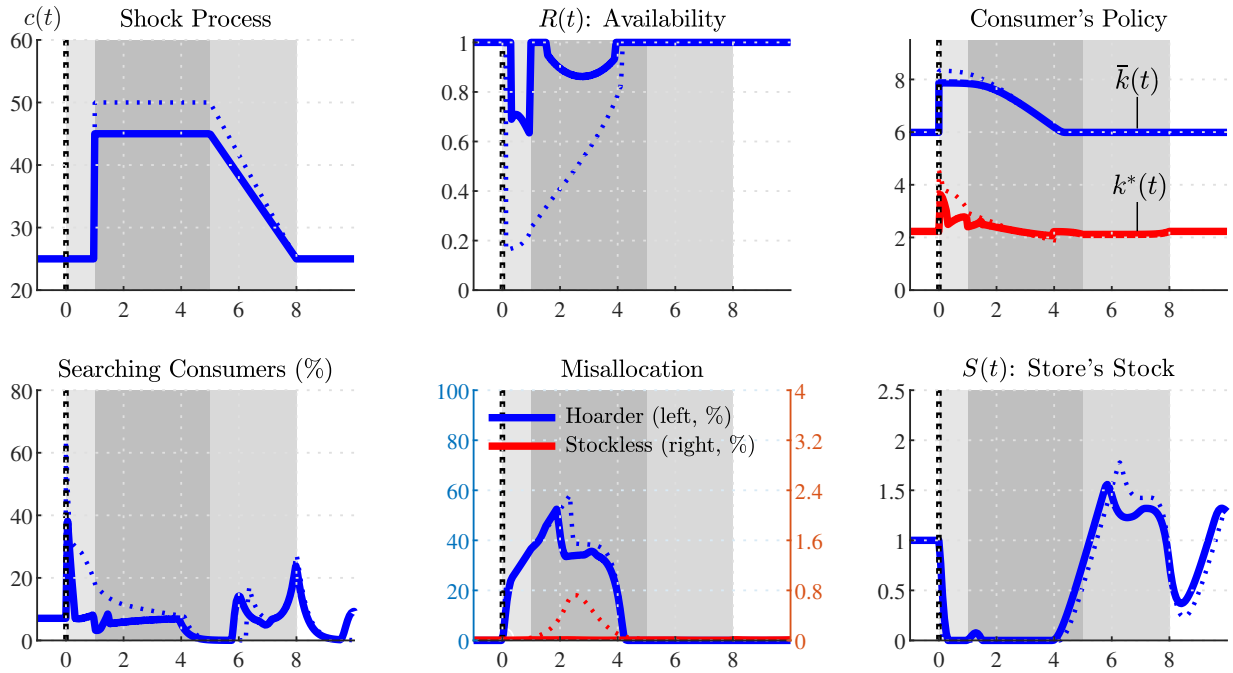 c(t) Shock Process
60
50
40
30
20
0 2 4 6 8
R(t): Availability
1
0.8
0.6
0.4
0.2
0
0 2 4 6 8
Consumer's Policy
8
6
4
2
0
k̄(t)
k*(t)
0 2 4 6 8
Searching Consumers (%)
80
60
40
20
0
0 2 4 6 8
Misallocation
100
80
60
40
20
0
Hoarder (left, %)
Stockless (right, %)
4
3.2
2.4
1.6
0.8
0
0 2 4 6 8
S(t): Store's Stock
2.5
2
1.5
1
0.5
0
0 2 4 6 8